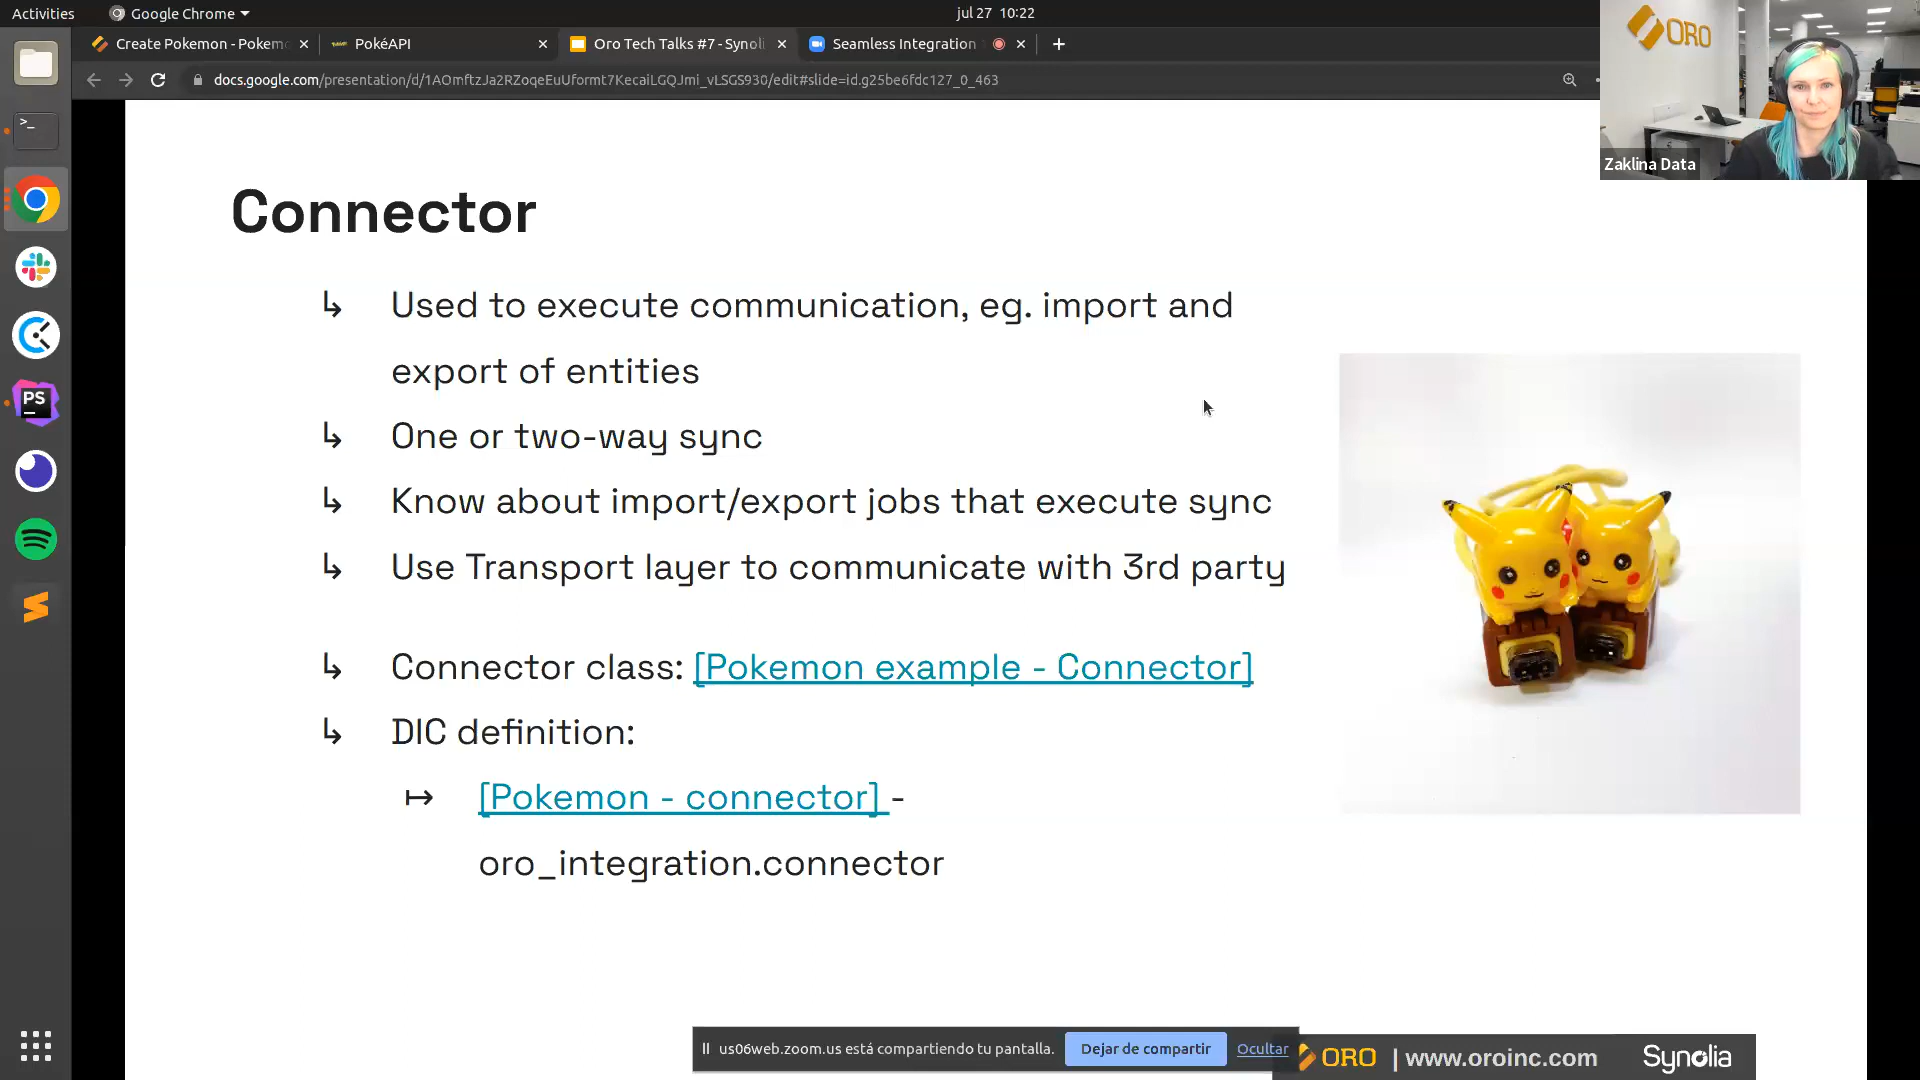 Activities
Google Chrome
jul 27 10:22
Create Pokemon - Pokem
PokéAPI
Oro Tech Talks #7 - Synoli
Seamless Integration
docs.google.com/presentation/d/1AOmftzJa2RZoqeEuUformt7KecaiLGQJmi_vLSGS930/edit#slide=id.g25be6fdc127_0_463
ORO
Zaklina Data
Connector
↳ Used to execute communication, eg. import and
export of entities
↳ One or two-way sync
↳ Know about import/export jobs that execute sync
↳ Use Transport layer to communicate with 3rd party
↳ Connector class: [Pokemon example - Connector]
↳ DIC definition:
↦ [Pokemon - connector] -
oro_integration.connector
PS
us06web.zoom.us está compartiendo tu pantalla.
Dejar de compartir
Ocultar
ORO | www.oroinc.com
Synolia